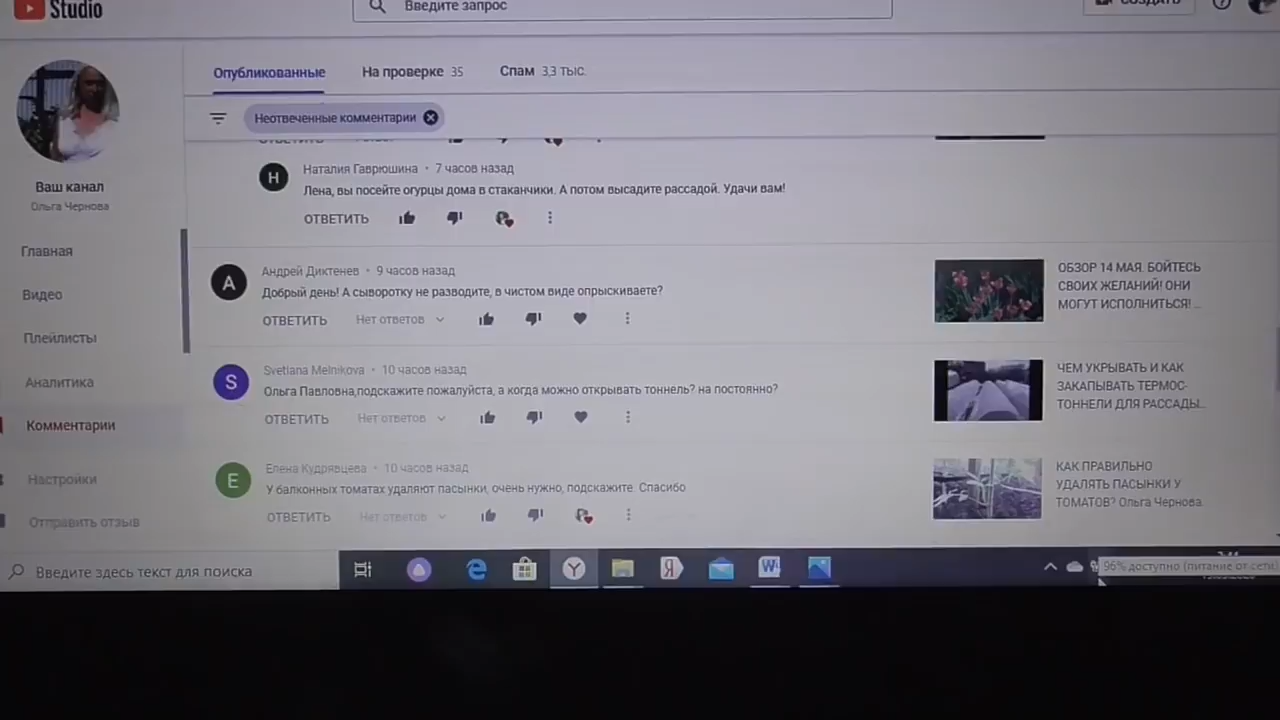 Studio
Введите запрос
СОЗДАТЬ
Опубликованные
На проверке 35
Спам 3,3 тыс.
Неотвеченные комментарии
Ваш канал
Ольга Чернова
Главная
Видео
Плейлисты
Аналитика
Комментарии
Настройки
Отправить отзыв
ОТВЕТИТЬ
Н
Наталия Гаврюшина • 7 часов назад
Лена, вы посейте огурцы дома в стаканчики. А потом высадите рассадой. Удачи вам!
ОТВЕТИТЬ
А
Андрей Диктенев • 9 часов назад
Добрый день! А сыворотку не разводите, в чистом виде опрыскиваете?
ОТВЕТИТЬ Нет ответов
ОБЗОР 14 МАЯ. БОЙТЕСЬ
СВОИХ ЖЕЛАНИЙ! ОНИ
МОГУТ ИСПОЛНИТЬСЯ! ...
S
Svetlana Melnikova • 10 часов назад
Ольга Павловна,подскажите пожалуйста, а когда можно открывать тоннель? на постоянно?
ОТВЕТИТЬ Нет ответов
ЧЕМ УКРЫВАТЬ И КАК
ЗАКАПЫВАТЬ ТЕРМОС-
ТОННЕЛИ ДЛЯ РАССАДЫ...
Е
Елена Кудрявцева • 10 часов назад
У балконных томатах удаляют пасынки, очень нужно, подскажите. Спасибо
ОТВЕТИТЬ Нет ответов
КАК ПРАВИЛЬНО
УДАЛЯТЬ ПАСЫНКИ У
ТОМАТОВ? Ольга Чернова.
Введите здесь текст для поиска
96% доступно (питание от сети)